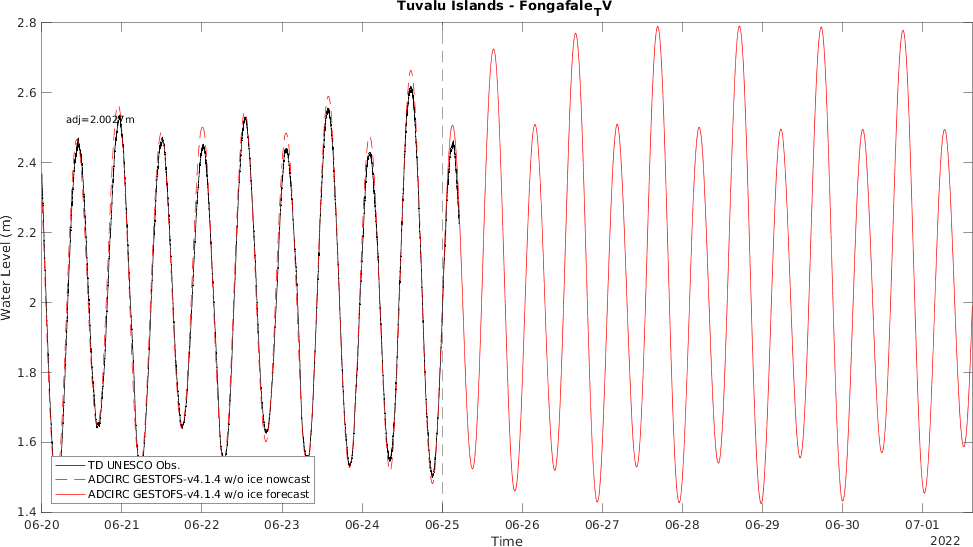 Tuvalu Islands - Fongafale_TV
2.8
2.6
2.4
2.2
2
1.8
1.6
1.4
Water Level (m)
adj=2.0027m
TD UNESCO Obs.
ADCIRC GESTOFS-v4.1.4 w/o ice nowcast
ADCIRC GESTOFS-v4.1.4 w/o ice forecast
06-20 06-21 06-22 06-23 06-24 06-25 06-26 06-27 06-28 06-29 06-30 07-01
Time
2022